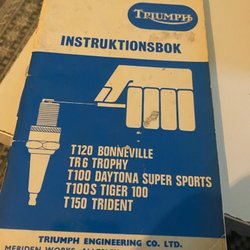 TRIUMPH
INSTRUKTIONSBOK
T120 BONNEVILLE
TR6 TROPHY
T100 DAYTONA SUPER SPORTS
T100S TIGER 100
T150 TRIDENT
TRIUMPH ENGINEERING CO. LTD.
MERIDEN WORKS